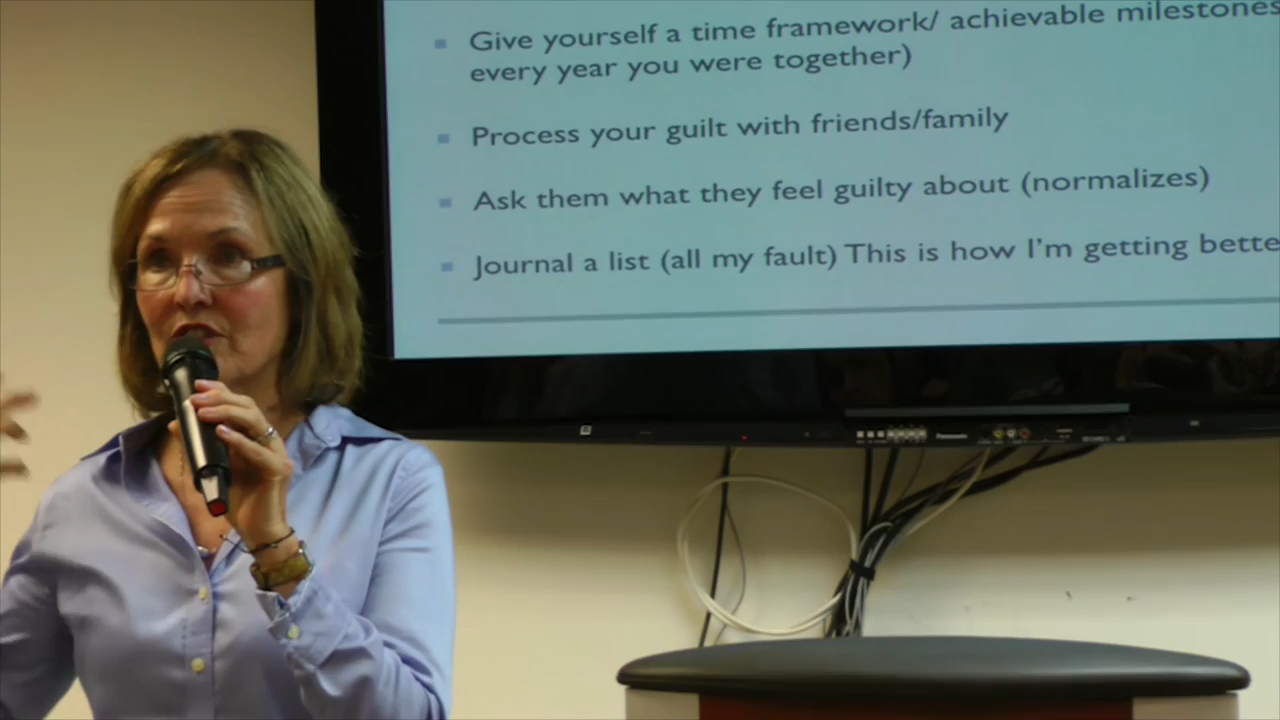 Give yourself a time framework/ achievable milestones
every year you were together)
Process your guilt with friends/family
Ask them what they feel guilty about (normalizes)
Journal a list (all my fault) This is how I'm getting bette
Panasonic